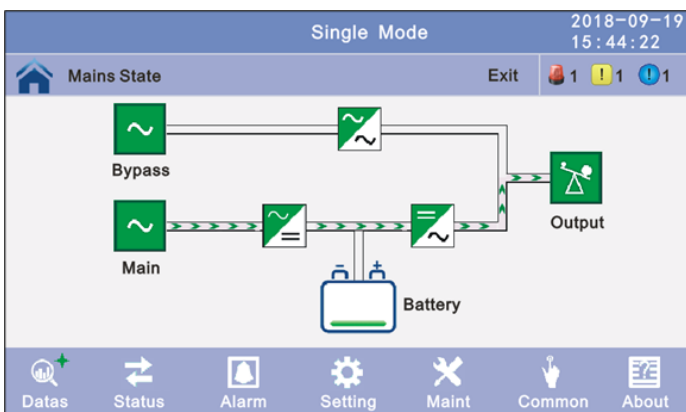 Single Mode
2018-09-19
15:44:22
Mains State
Exit
1
! 1
! 1
Bypass
Output
Main
Battery
Datas
Status
Alarm
Setting
Maint
Common
About